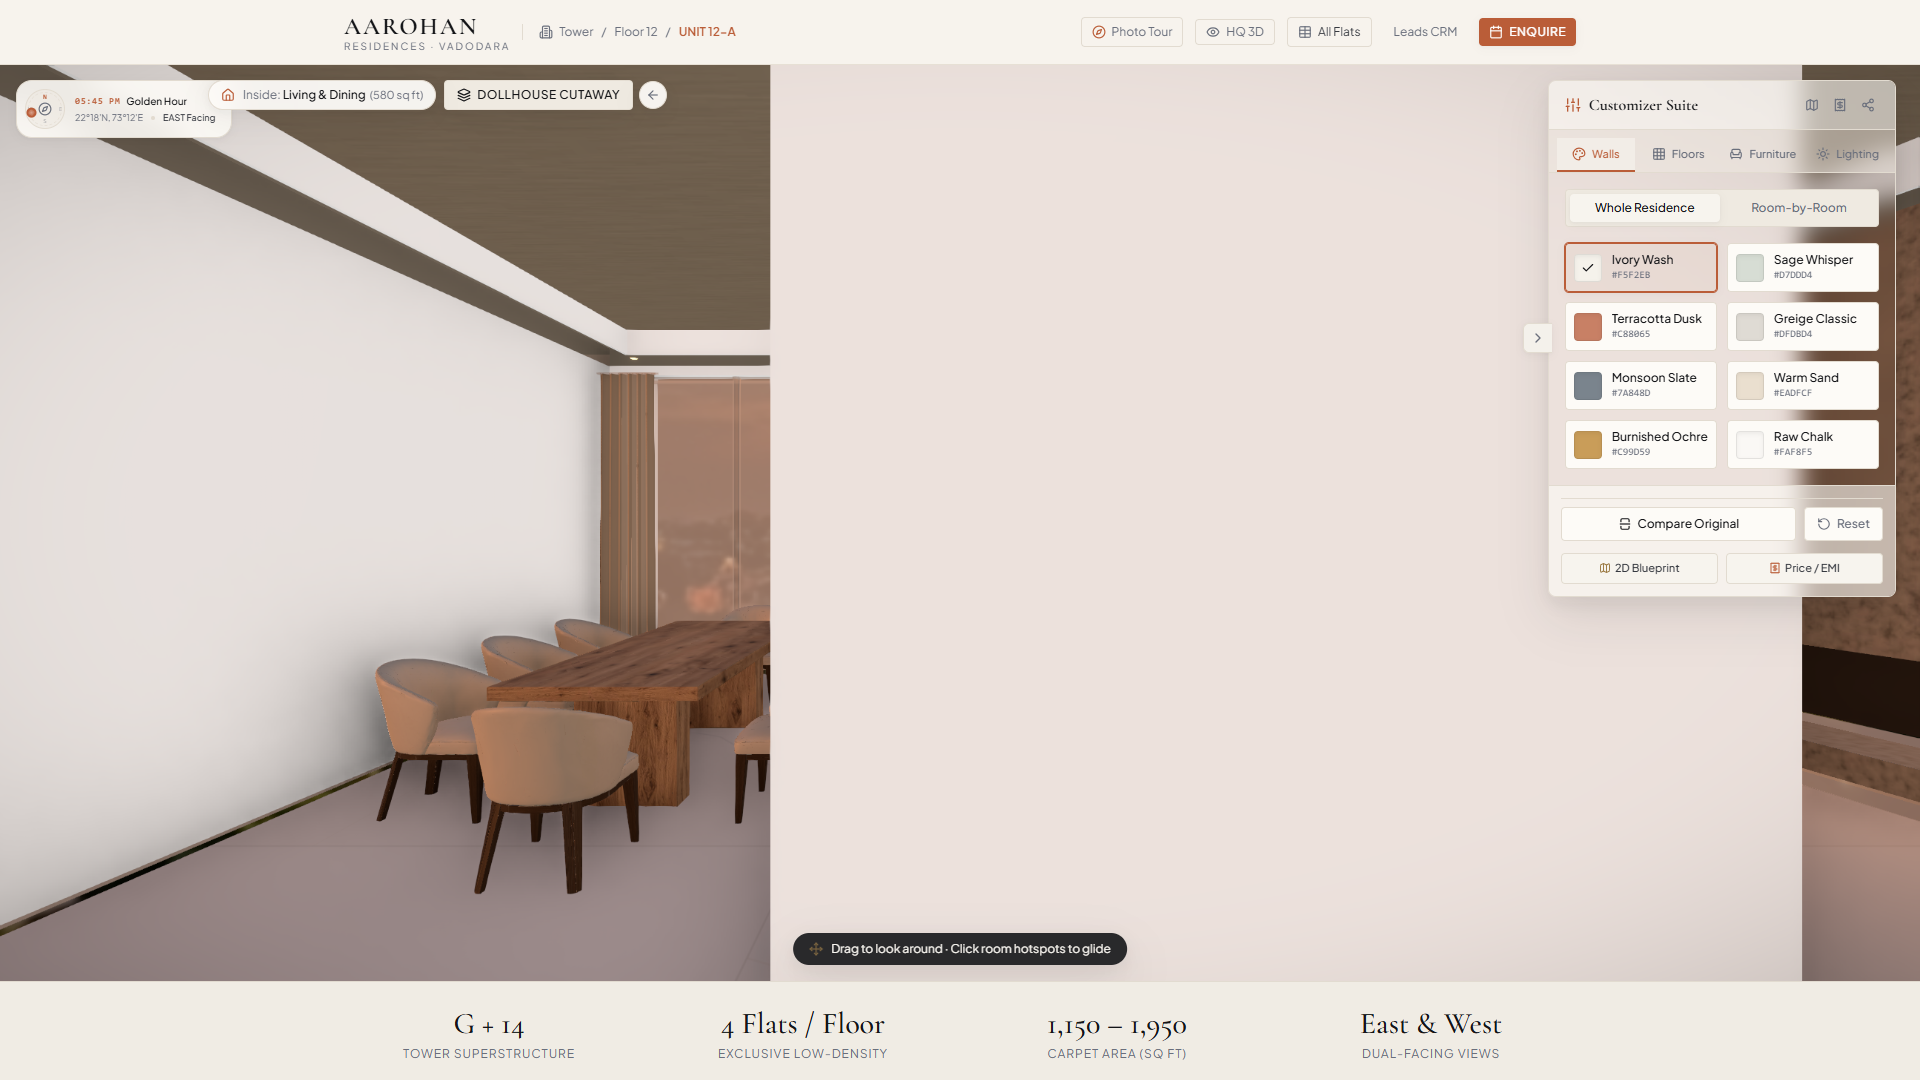 AAROHAN
RESIDENCES · VADODARA
Tower / Floor 12 / UNIT 12-A
Photo Tour
HQ 3D
All Flats
Leads CRM
ENQUIRE
N
05:45 PM Golden Hour
22°18'N, 73°12'E EAST Facing
Inside: Living & Dining (580 sq ft)
DOLLHOUSE CUTAWAY
Customizer Suite
Walls
Floors
Furniture
Lighting
Whole Residence
Room-by-Room
Ivory Wash
#F5F2EB
Sage Whisper
#D7DDD4
Terracotta Dusk
#C88065
Greige Classic
#DFDBD4
Monsoon Slate
#7A848D
Warm Sand
#EADFCF
Burnished Ochre
#C99D59
Raw Chalk
#FAF8F5
Compare Original
Reset
2D Blueprint
Price / EMI
Drag to look around · Click room hotspots to glide
G + 14
TOWER SUPERSTRUCTURE
4 Flats / Floor
EXCLUSIVE LOW-DENSITY
1,150 – 1,950
CARPET AREA (SQ FT)
East & West
DUAL-FACING VIEWS